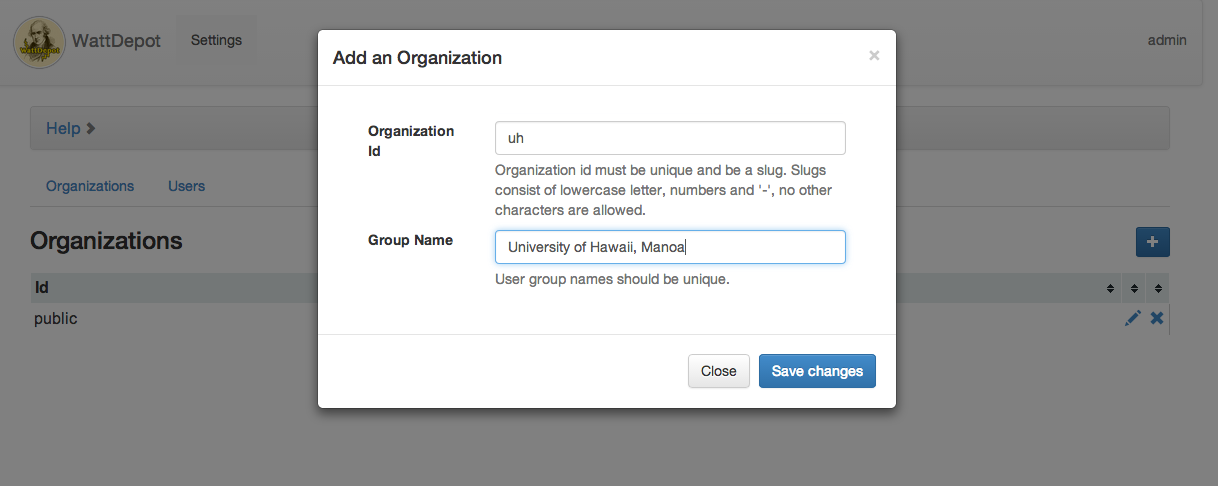 WattDepot
WattDepot
Settings
admin
Add an Organization
×
Help
Organization
Id
uh
Organization id must be unique and be a slug. Slugs
consist of lowercase letter, numbers and '-', no other
characters are allowed.
Organizations
Users
Group Name
University of Hawaii, Manoa
User group names should be unique.
Organizations
+
Id
public
Close
Save changes